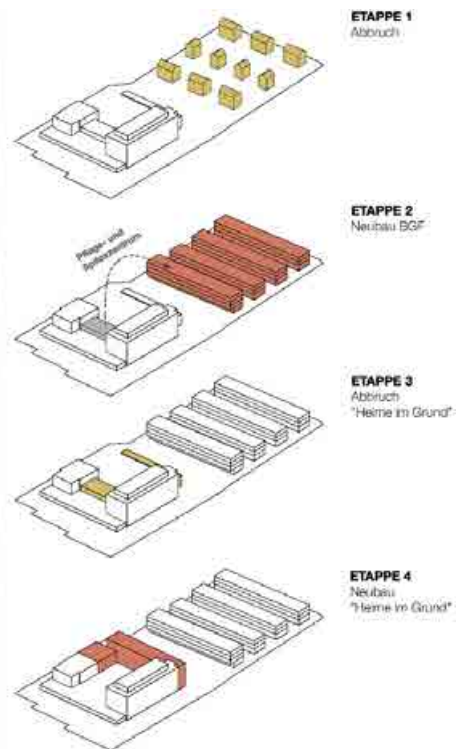 ETAPPE 1
Abbruch
ETAPPE 2
Neubau BGF
Pflege- und
Spitexzentrum
ETAPPE 3
Abbruch
"Heime im Grund"
ETAPPE 4
Neubau
"Heime im Grund"